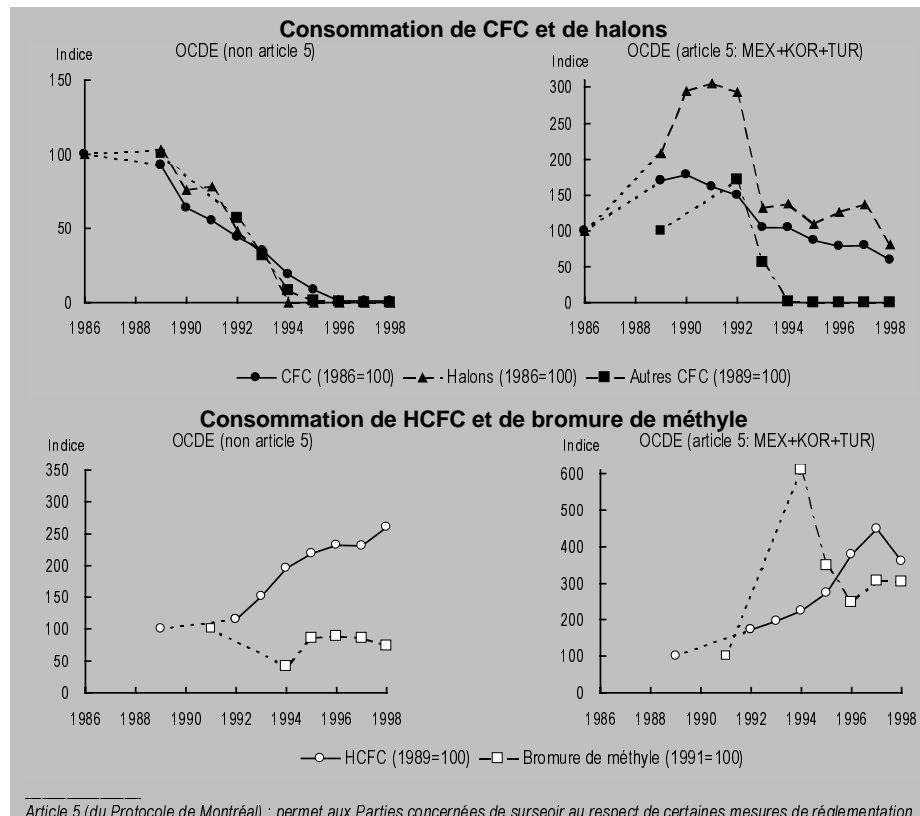 Consommation de CFC et de halons
Indice OCDE (non article 5)
150
100
50
0
1986 1988 1990 1992 1994 1996 1998
Indice OCDE (article 5: MEX+KOR+TUR)
300
250
200
150
100
50
0
1986 1988 1990 1992 1994 1996 1998
CFC (1986=100) Halons (1986=100) Autres CFC (1989=100)
Consommation de HCFC et de bromure de méthyle
Indice OCDE (non article 5)
350
300
250
200
150
100
50
0
1986 1988 1990 1992 1994 1996 1998
Indice OCDE (article 5: MEX+KOR+TUR)
600
500
400
300
200
100
0
1986 1988 1990 1992 1994 1996 1998
HCFC (1989=100) Bromure de méthyle (1991=100)
Article 5 (du Protocole de Montréal) : permet aux Parties concernées de surseoir au respect de certaines mesures de réglementation